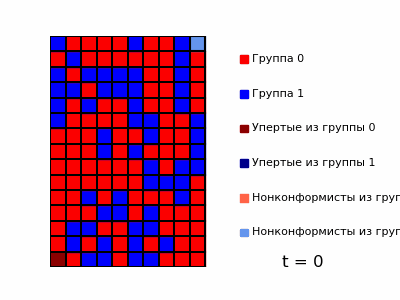 Группа 0
Группа 1
Упертые из группы 0
Упертые из группы 1
Нонконформисты из груп
Нонконформисты из груп
t = 0